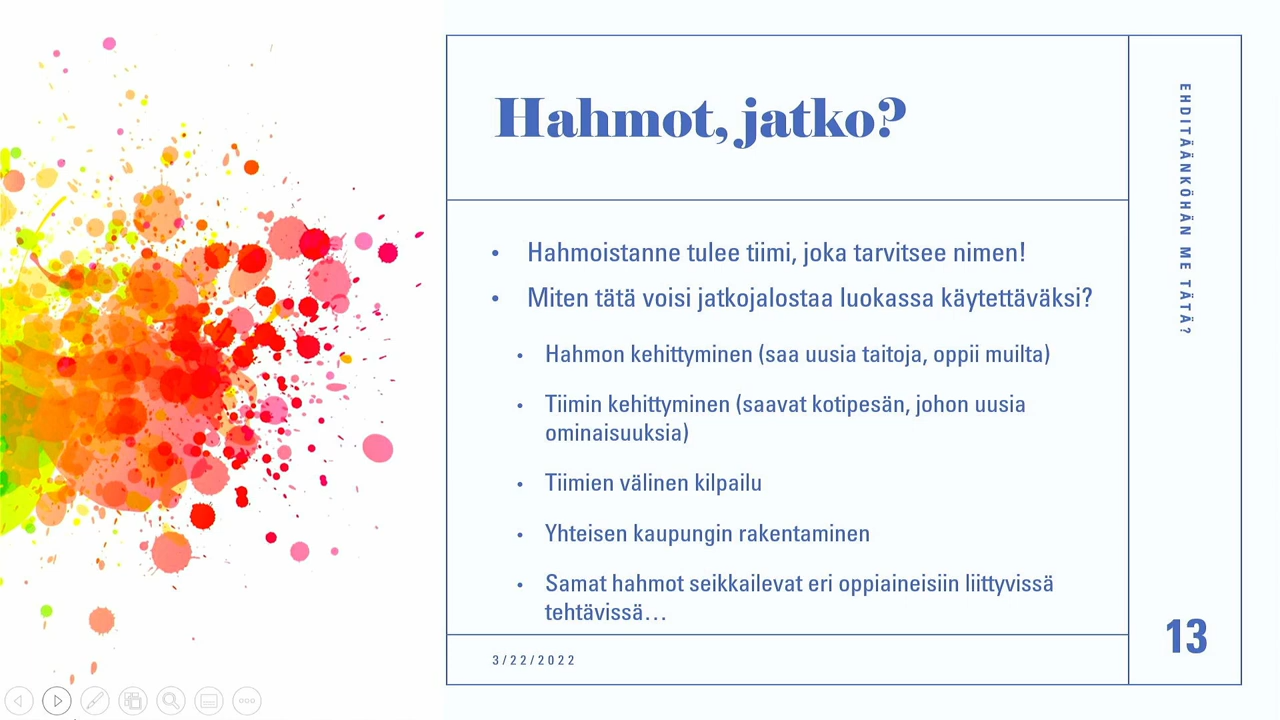 Hahmot, jatko?
• Hahmoistanne tulee tiimi, joka tarvitsee nimen!
• Miten tätä voisi jatkojalostaa luokassa käytettäväksi?
• Hahmon kehittyminen (saa uusia taitoja, oppii muilta)
• Tiimin kehittyminen (saavat kotipesän, johon uusia
ominaisuuksia)
• Tiimien välinen kilpailu
• Yhteisen kaupungin rakentaminen
• Samat hahmot seikkailevat eri oppiaineisiin liittyvissä
tehtävissä…
3/22/2022
EHDITÄÄNKÖHÄN ME TÄTÄ?
13